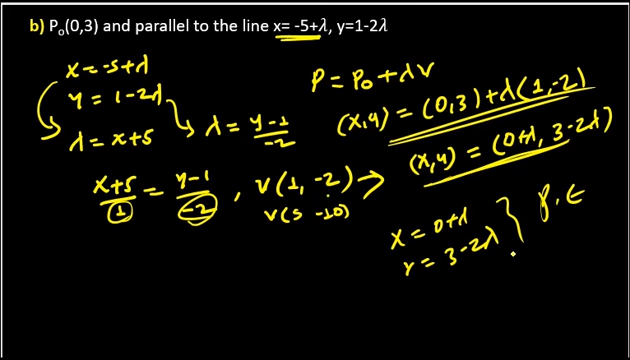 b) P₀(0,3) and parallel to the line x= -5+λ, y=1-2λ
x = -5+λ
y = 1-2λ
λ = x+5
λ = y-1/-2
x+5/1 = y-1/-2 , v(1, -2)
v(5 -10)
P = P₀ + λv
(x,y) = (0,3) + λ(1,-2)
(x,y) = (0+λ, 3-2λ)
x = 0+λ
y = 3-2λ
P.E